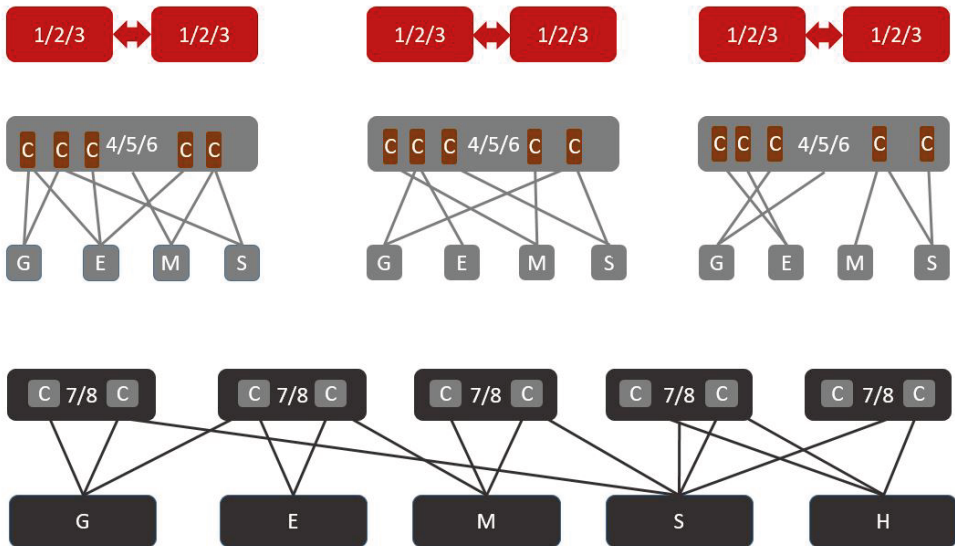 1/2/3 1/2/3 1/2/3 1/2/3 1/2/3 1/2/3
C C C 4/5/6 C C C C C 4/5/6 C C C C C 4/5/6 C C
G E M S G E M S G E M S
C 7/8 C C 7/8 C C 7/8 C C 7/8 C C 7/8 C
G E M S H